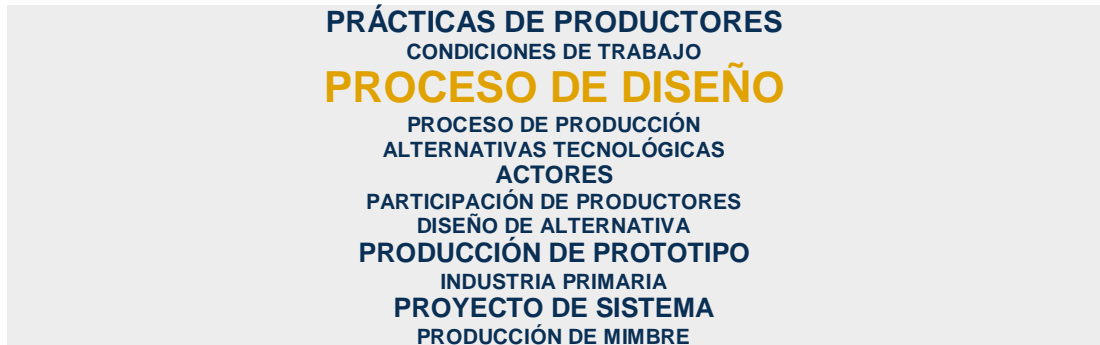 PRÁCTICAS DE PRODUCTORES
CONDICIONES DE TRABAJO
PROCESO DE DISEÑO
PROCESO DE PRODUCCIÓN
ALTERNATIVAS TECNOLÓGICAS
ACTORES
PARTICIPACIÓN DE PRODUCTORES
DISEÑO DE ALTERNATIVA
PRODUCCIÓN DE PROTOTIPO
INDUSTRIA PRIMARIA
PROYECTO DE SISTEMA
PRODUCCIÓN DE MIMBRE